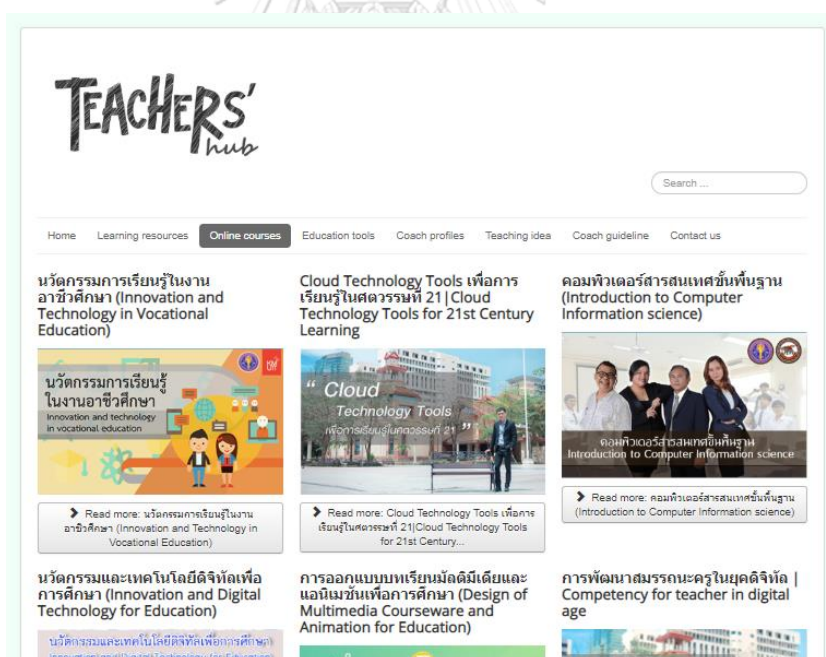 TEACHERS'
hub
Search ...
Home Learning resources Online courses Education tools Coach profiles Teaching idea Coach guideline Contact us
นวัตกรรมการเรียนรู้ในงาน
อาชีวศึกษา (Innovation and
Technology in Vocational
Education)
นวัตกรรมการเรียนรู้
ในงานอาชีวศึกษา
Innovation and technology
in vocational education
Read more: นวัตกรรมการเรียนรู้ในงาน
อาชีวศึกษา (Innovation and Technology in
Vocational Education)
Cloud Technology Tools เพื่อการ
เรียนรู้ในศตวรรษที่ 21|Cloud
Technology Tools for 21st Century
Learning
“ Cloud
Technology Tools
เพื่อการเรียนรู้ในศตวรรษที่ 21 ”
Read more: Cloud Technology Tools เพื่อการ
เรียนรู้ในศตวรรษที่ 21|Cloud Technology Tools
for 21st Century...
คอมพิวเตอร์สารสนเทศขั้นพื้นฐาน
(Introduction to Computer
Information science)
คอมพิวเตอร์สารสนเทศขั้นพื้นฐาน
Introduction to Computer Information science
Read more: คอมพิวเตอร์สารสนเทศขั้นพื้นฐาน
(Introduction to Computer Information science)
นวัตกรรมและเทคโนโลยีดิจิทัลเพื่อ
การศึกษา (Innovation and Digital
Technology for Education)
นวัตกรรมและเทคโนโลยีดิจิทัลเพื่อการศึกษา
การออกแบบบทเรียนมัลติมีเดียและ
แอนิเมชันเพื่อการศึกษา (Design of
Multimedia Courseware and
Animation for Education)
การพัฒนาสมรรถนะครูในยุคดิจิทัล |
Competency for teacher in digital
age